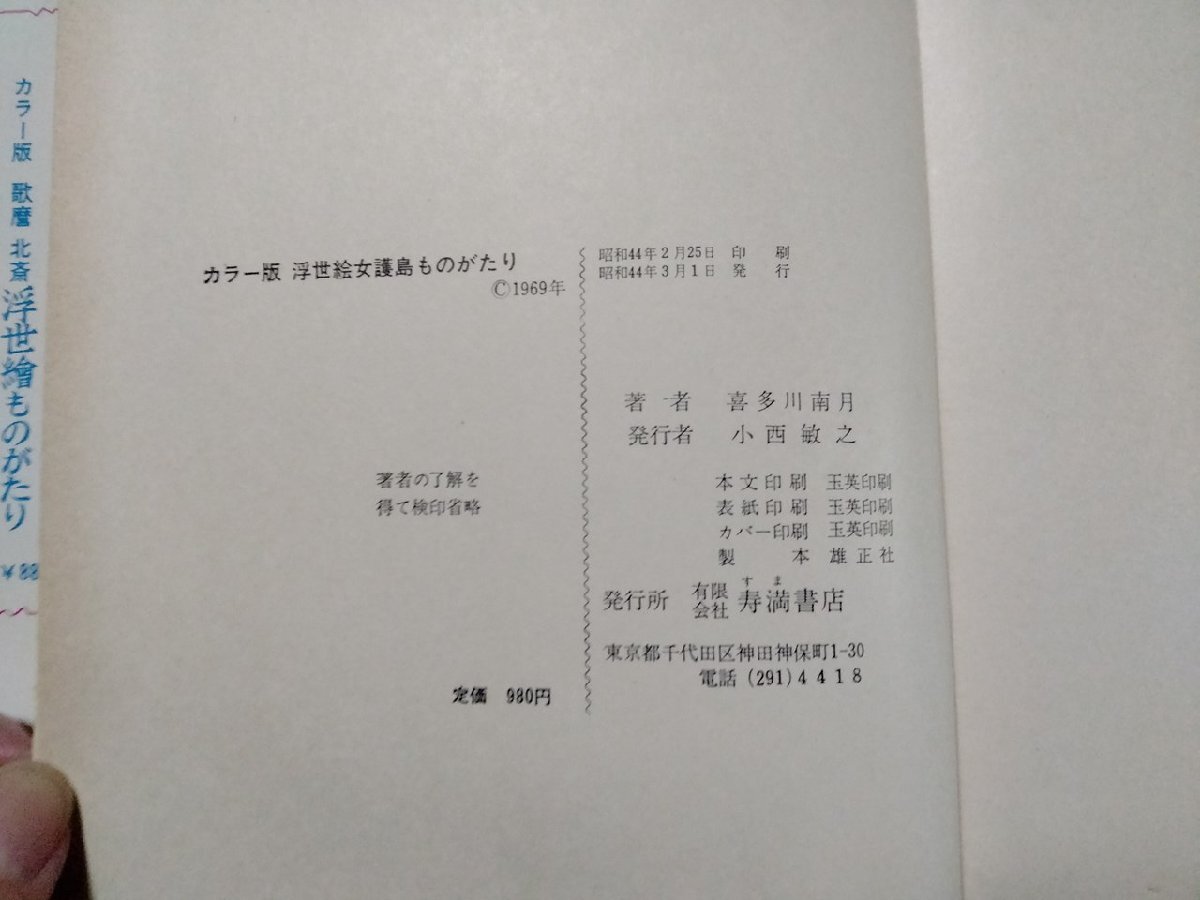 カラー版 歌麿 北斎 浮世繪ものがたり
カラー版 浮世絵女護島ものがたり
©1969年
著者の了解を
得て検印省略
定価 980円
昭和44年2月25日 印 刷
昭和44年3月1日 発 行
著 者 喜多川南月
発行者 小西敏之
本文印刷 玉英印刷
表紙印刷 玉英印刷
カバー印刷 玉英印刷
製 本 雄正社
すま
発行所 有限会社 寿満書店
東京都千代田区神田神保町1-30
電話 (291) 4418